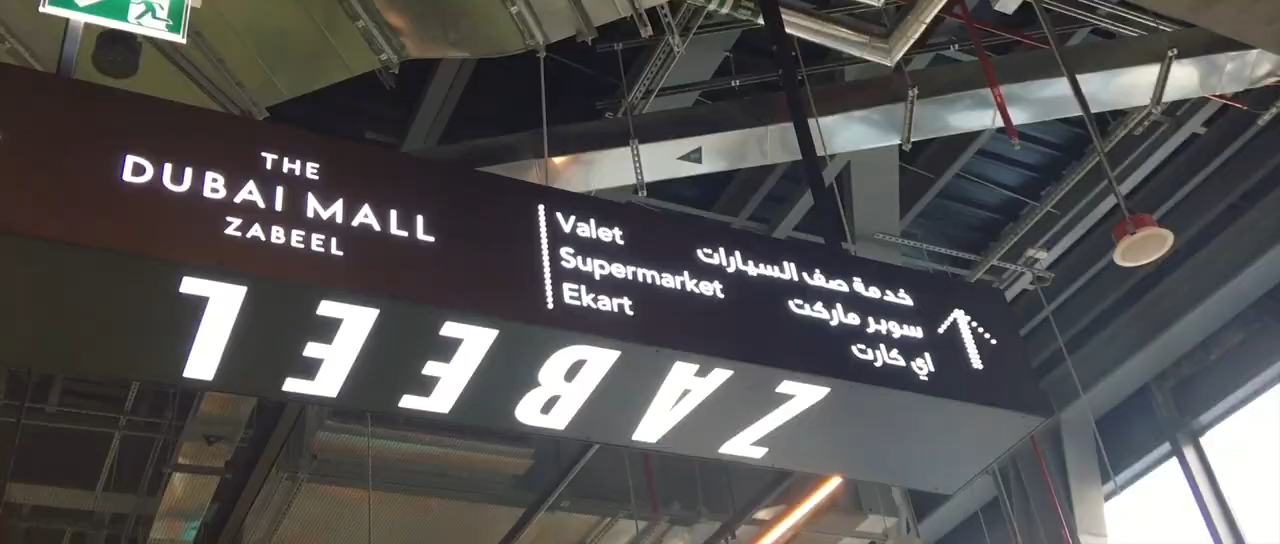 THE
DUBAI MALL
ZABEEL
Valet
Supermarket
Ekart
خدمة صف السيارات
سوبر ماركت
اي كارت
ZABEEL